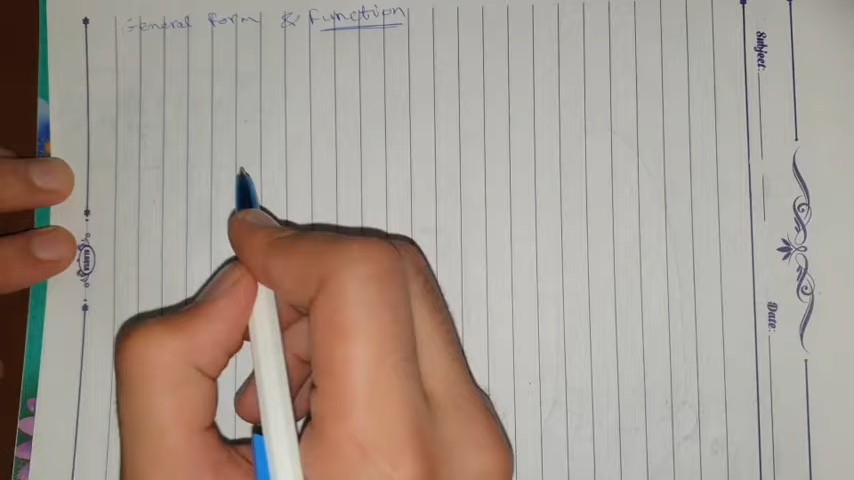 General form & Function
Subject:
Date: